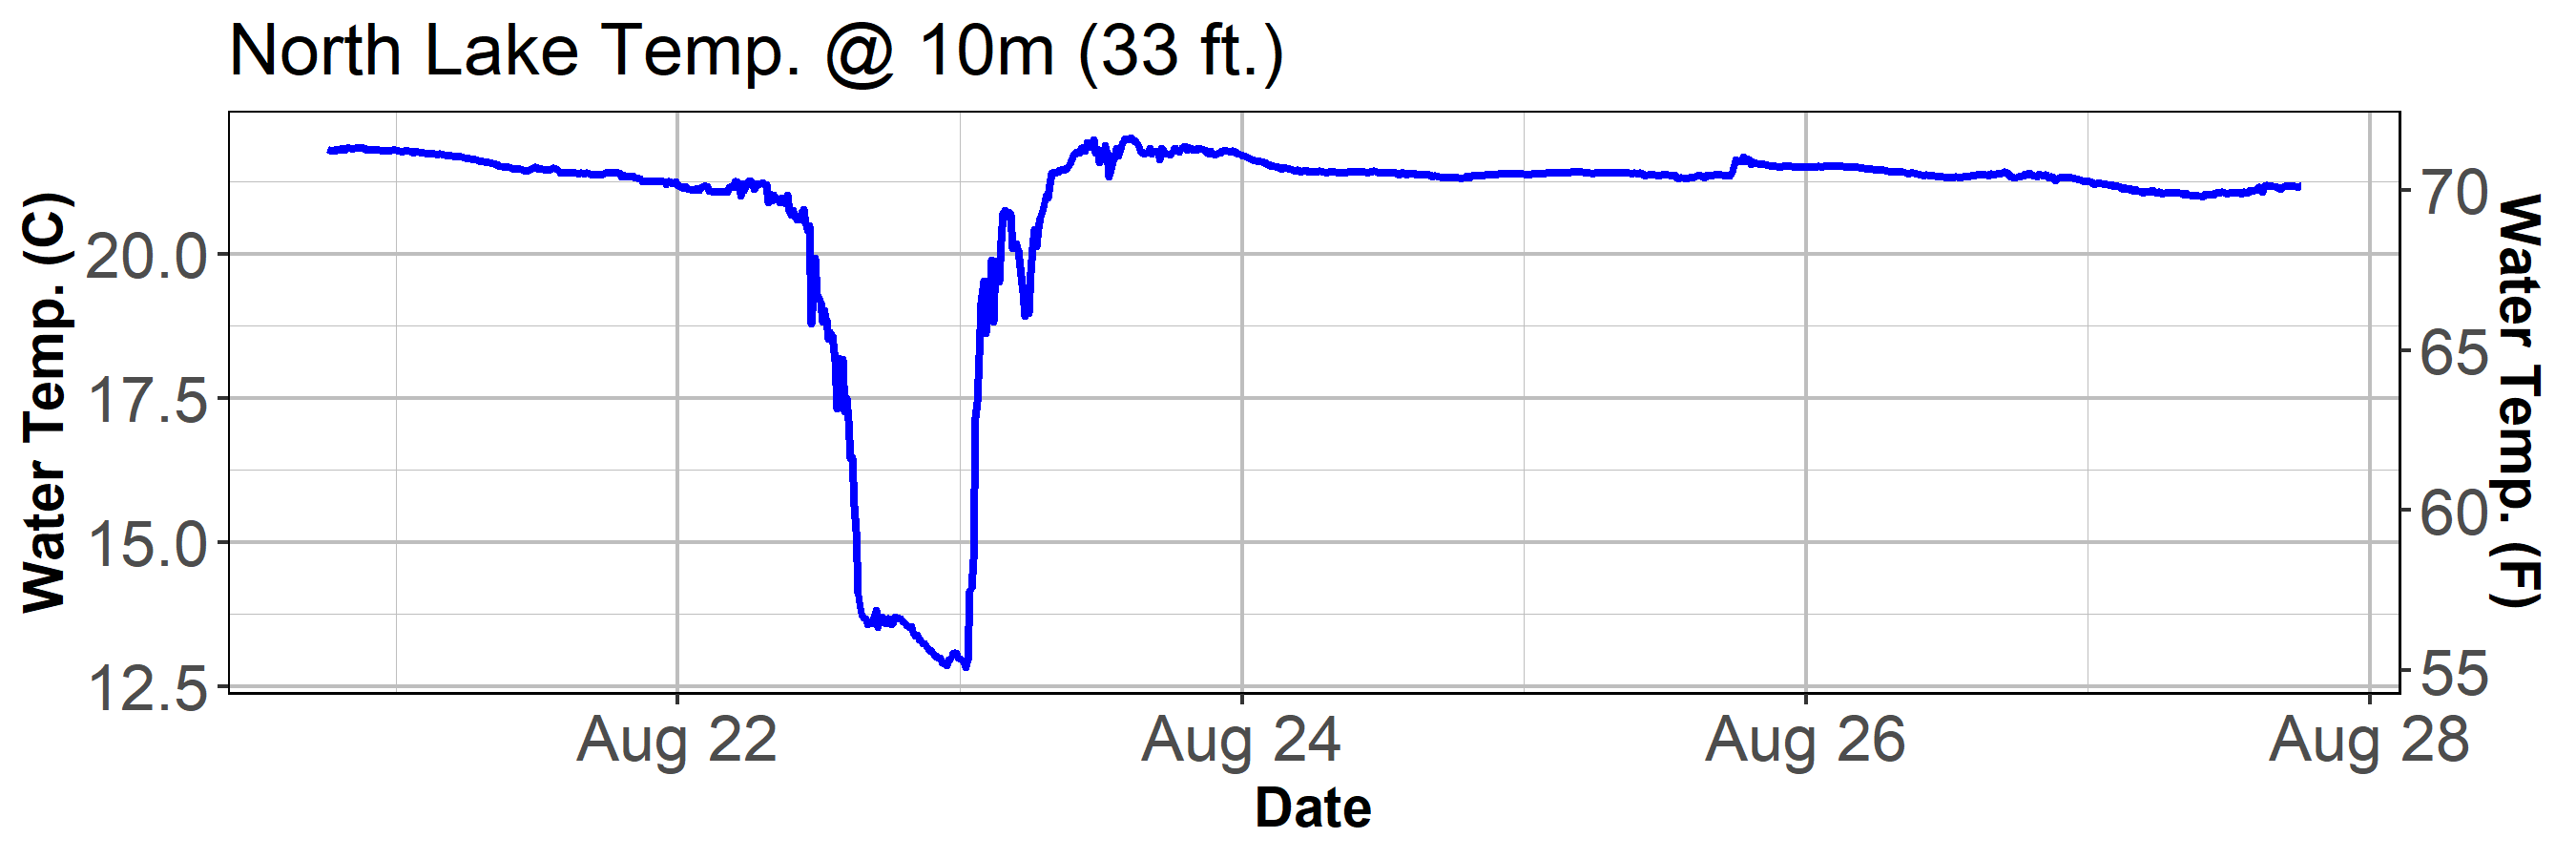 North Lake Temp. @ 10m (33 ft.)
Water Temp. (C)
20.0
17.5
15.0
12.5
70
65
60
55
Water Temp. (F)
Aug 22
Aug 24
Aug 26
Aug 28
Date